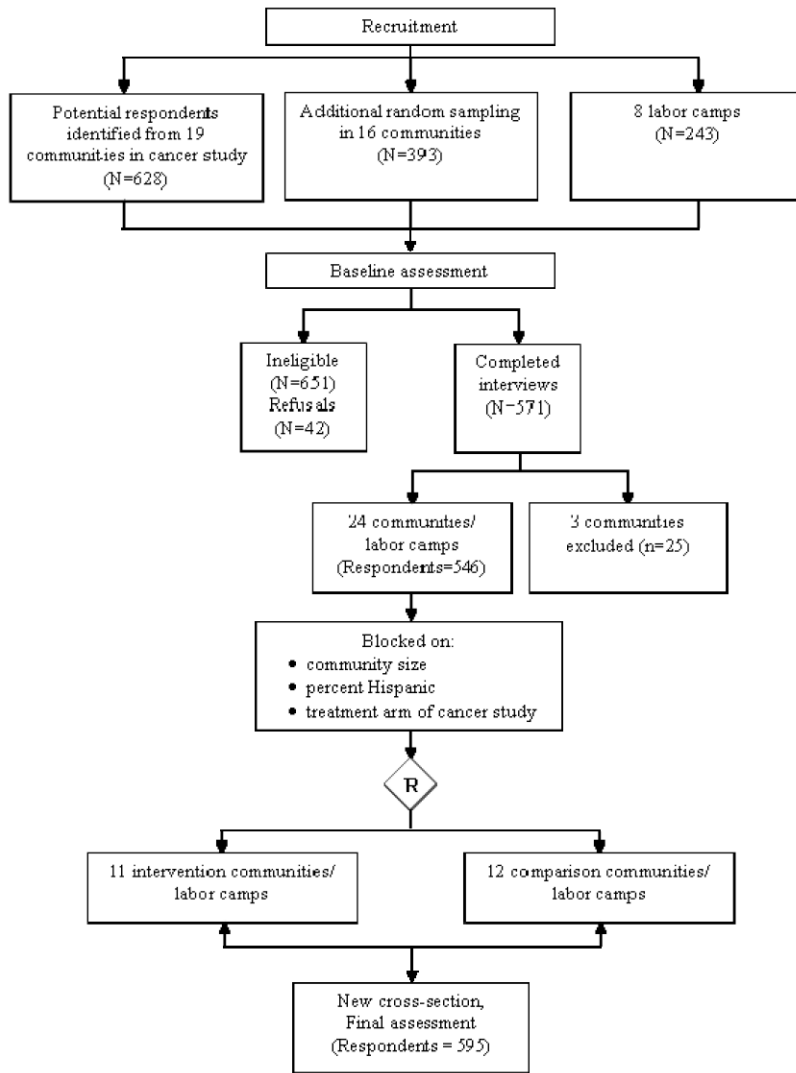 Recruitment
Potential respondents
identified from 19
communities in cancer study
(N=628)
Additional random sampling
in 16 communities
(N=393)
8 labor camps
(N=243)
Baseline assessment
Ineligible
(N=651)
Refusals
(N=42)
Completed
interviews
(N=571)
24 communities/
labor camps
(Respondents=546)
3 communities
excluded (n=25)
Blocked on:
• community size
• percent Hispanic
• treatment arm of cancer study
R
11 intervention communities/
labor camps
12 comparison communities/
labor camps
New cross-section,
Final assessment
(Respondents = 595)